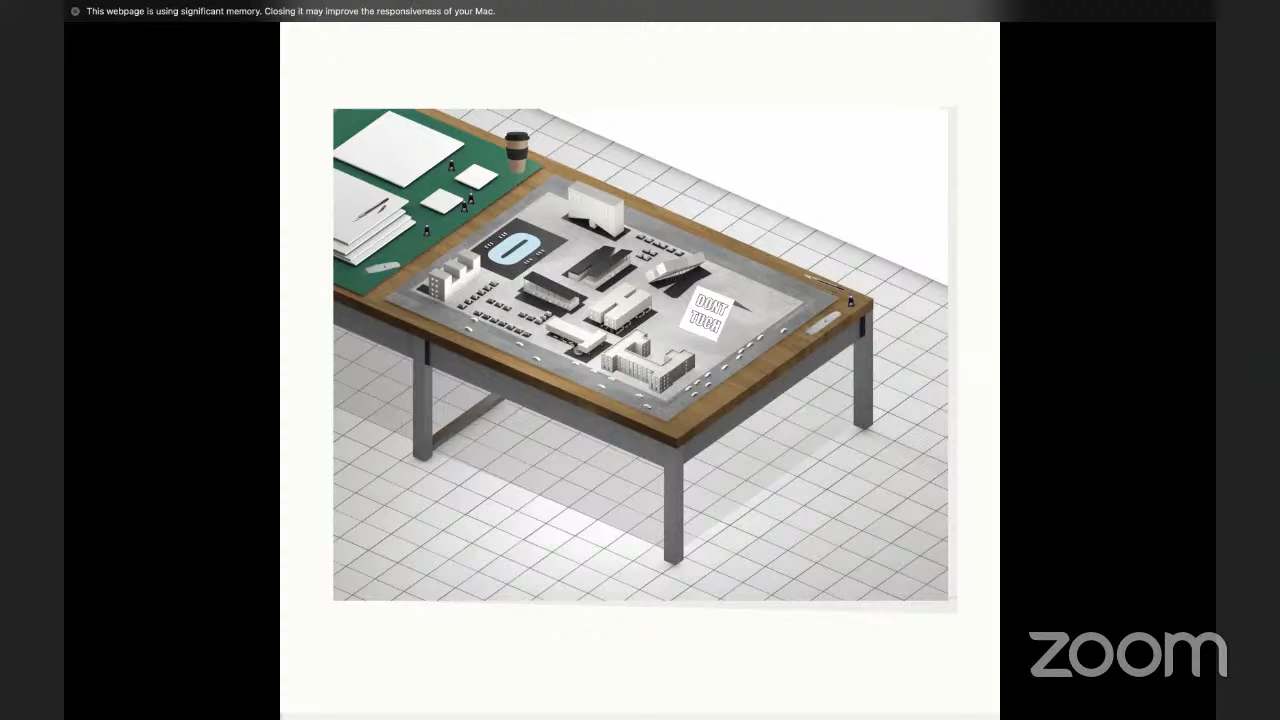 This webpage is using significant memory. Closing it may improve the responsiveness of your Mac.
DONT
TUCH
zoom